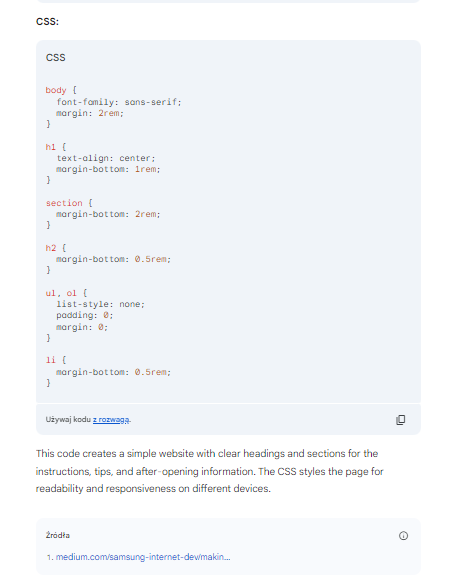 CSS:
CSS
body {
font-family: sans-serif;
margin: 2rem;
}
h1 {
text-align: center;
margin-bottom: 1rem;
}
section {
margin-bottom: 2rem;
}
h2 {
margin-bottom: 0.5rem;
}
ul, ol {
list-style: none;
padding: 0;
margin: 0;
}
li {
margin-bottom: 0.5rem;
}
Używaj kodu z rozwagą.
This code creates a simple website with clear headings and sections for the
instructions, tips, and after-opening information. The CSS styles the page for
readability and responsiveness on different devices.
Źródła
1. medium.com/samsung-internet-dev/makin...